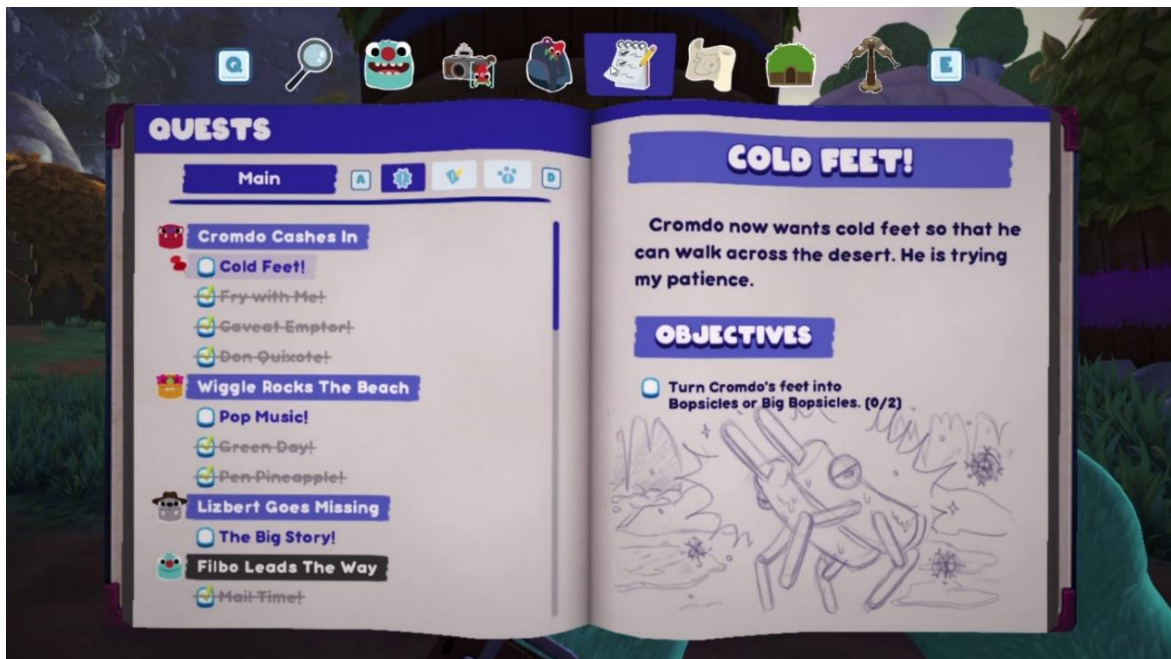 Q
E
QUESTS
Main
A
D
Cromdo Cashes In
Cold Feet!
Fry with Me!
Caveat Emptor!
Don Quixote!
Wiggle Rocks The Beach
Pop Music!
Green Day!
Pen Pineapple!
Lizbert Goes Missing
The Big Story!
Filbo Leads The Way
Mail Time!
COLD FEET!
Cromdo now wants cold feet so that he
can walk across the desert. He is trying
my patience.
OBJECTIVES
Turn Cromdo's feet into
Bopsicles or Big Bopsicles. (0/2)